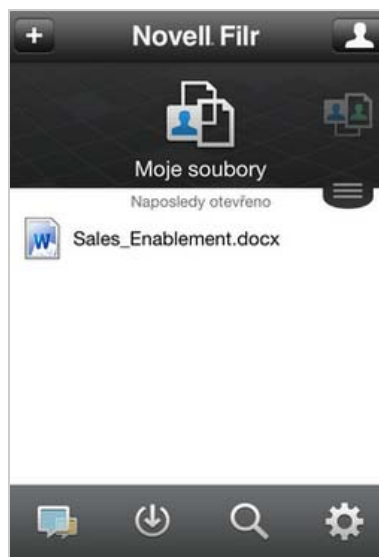 Novell Filr
Moje soubory
Naposledy otevřeno
Sales_Enablement.docx